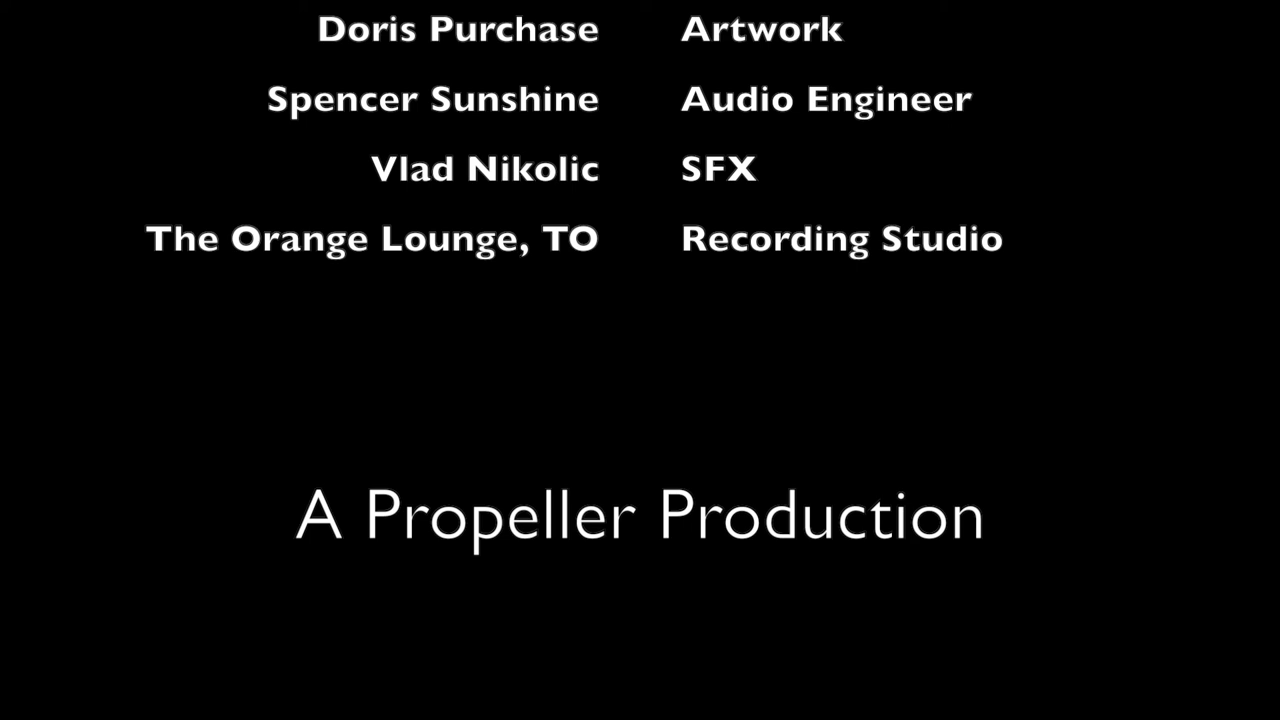 Doris Purchase Artwork
Spencer Sunshine Audio Engineer
Vlad Nikolic SFX
The Orange Lounge, TO Recording Studio
A Propeller Production